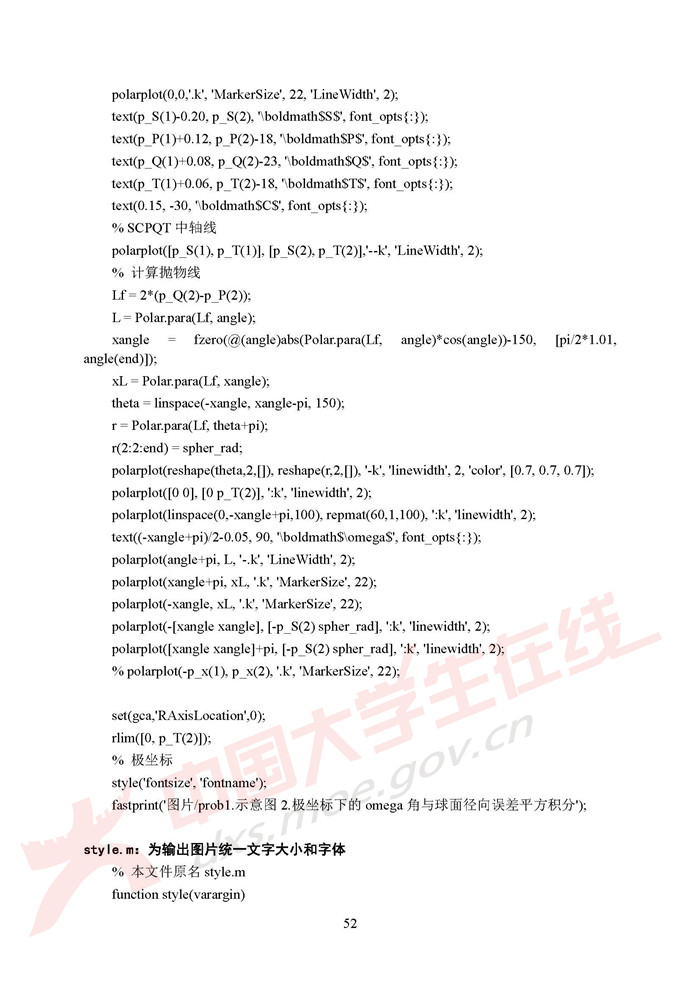 polarplot(0,0,'.k', 'MarkerSize', 22, 'LineWidth', 2);
text(p_S(1)-0.20, p_S(2), '\boldmath$S$', font_opts{:});
text(p_P(1)+0.12, p_P(2)-18, '\boldmath$P$', font_opts{:});
text(p_Q(1)+0.08, p_Q(2)-23, '\boldmath$Q$', font_opts{:});
text(p_T(1)+0.06, p_T(2)-18, '\boldmath$T$', font_opts{:});
text(0.15, -30, '\boldmath$C$', font_opts{:});
% SCPQT 中轴线
polarplot([p_S(1), p_T(1)], [p_S(2), p_T(2)],'--k', 'LineWidth', 2);
% 计算抛物线
Lf = 2*(p_Q(2)-p_P(2));
L = Polar.para(Lf, angle);
xangle = fzero(@(angle)abs(Polar.para(Lf, angle)*cos(angle))-150, [pi/2*1.01,
angle(end)]);
xL = Polar.para(Lf, xangle);
theta = linspace(-xangle, xangle-pi, 150);
r = Polar.para(Lf, theta+pi);
r(2:2:end) = spher_rad;
polarplot(reshape(theta,2,[]), reshape(r,2,[]), '-k', 'linewidth', 2, 'color', [0.7, 0.7, 0.7]);
polarplot([0 0], [0 p_T(2)], ':k', 'linewidth', 2);
polarplot(linspace(0,-xangle+pi,100), repmat(60,1,100), ':k', 'linewidth', 2);
text((-xangle+pi)/2-0.05, 90, '\boldmath$\omega$', font_opts{:});
polarplot(angle+pi, L, '-.k', 'LineWidth', 2);
polarplot(xangle+pi, xL, '.k', 'MarkerSize', 22);
polarplot(-xangle, xL, '.k', 'MarkerSize', 22);
polarplot(-[xangle xangle], [-p_S(2) spher_rad], ':k', 'linewidth', 2);
polarplot([xangle xangle]+pi, [-p_S(2) spher_rad], ':k', 'linewidth', 2);
% polarplot(-p_x(1), p_x(2), '.k', 'MarkerSize', 22);
set(gca,'RAxisLocation',0);
rlim([0, p_T(2)]);
% 极坐标
style('fontsize', 'fontname');
fastprint('图片/prob1.示意图 2.极坐标下的 omega 角与球面径向误差平方积分');
style.m：为输出图片统一文字大小和字体
% 本文件原名 style.m
function style(varargin)
52
中国大学生在线
dxs.moe.gov.cn